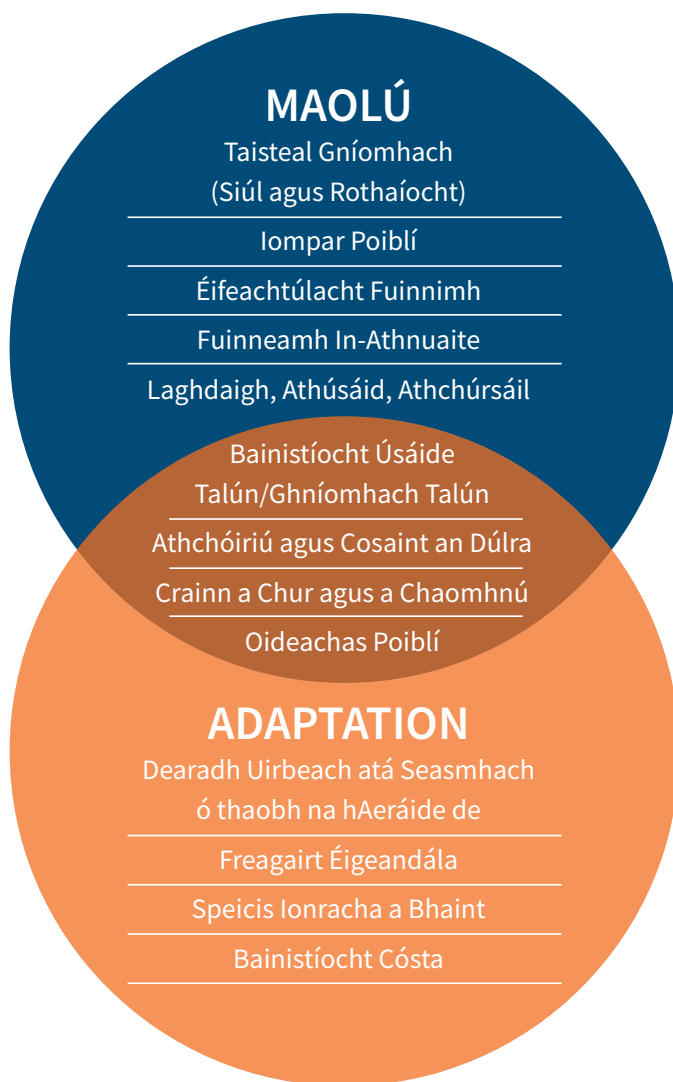 MAOLÚ
Taisteal Gníomhach
(Siúl agus Rothaíocht)
Iompar Poiblí
Éifeachtúlacht Fuinnimh
Fuinneamh In-Athnuaite
Laghdaigh, Athúsáid, Athchúrsáil
Bainistíocht Úsáide
Talún/Ghníomhach Talún
Athchóiriú agus Cosaint an Dúlra
Crainn a Chur agus a Chaomhnú
Oideachas Poiblí
ADAPTATION
Dearadh Uirbeach atá Seasmhach
ó thaobh na hAeráide de
Freagairt Éigeandála
Speicis Ionracha a Bhaint
Bainistíocht Cósta